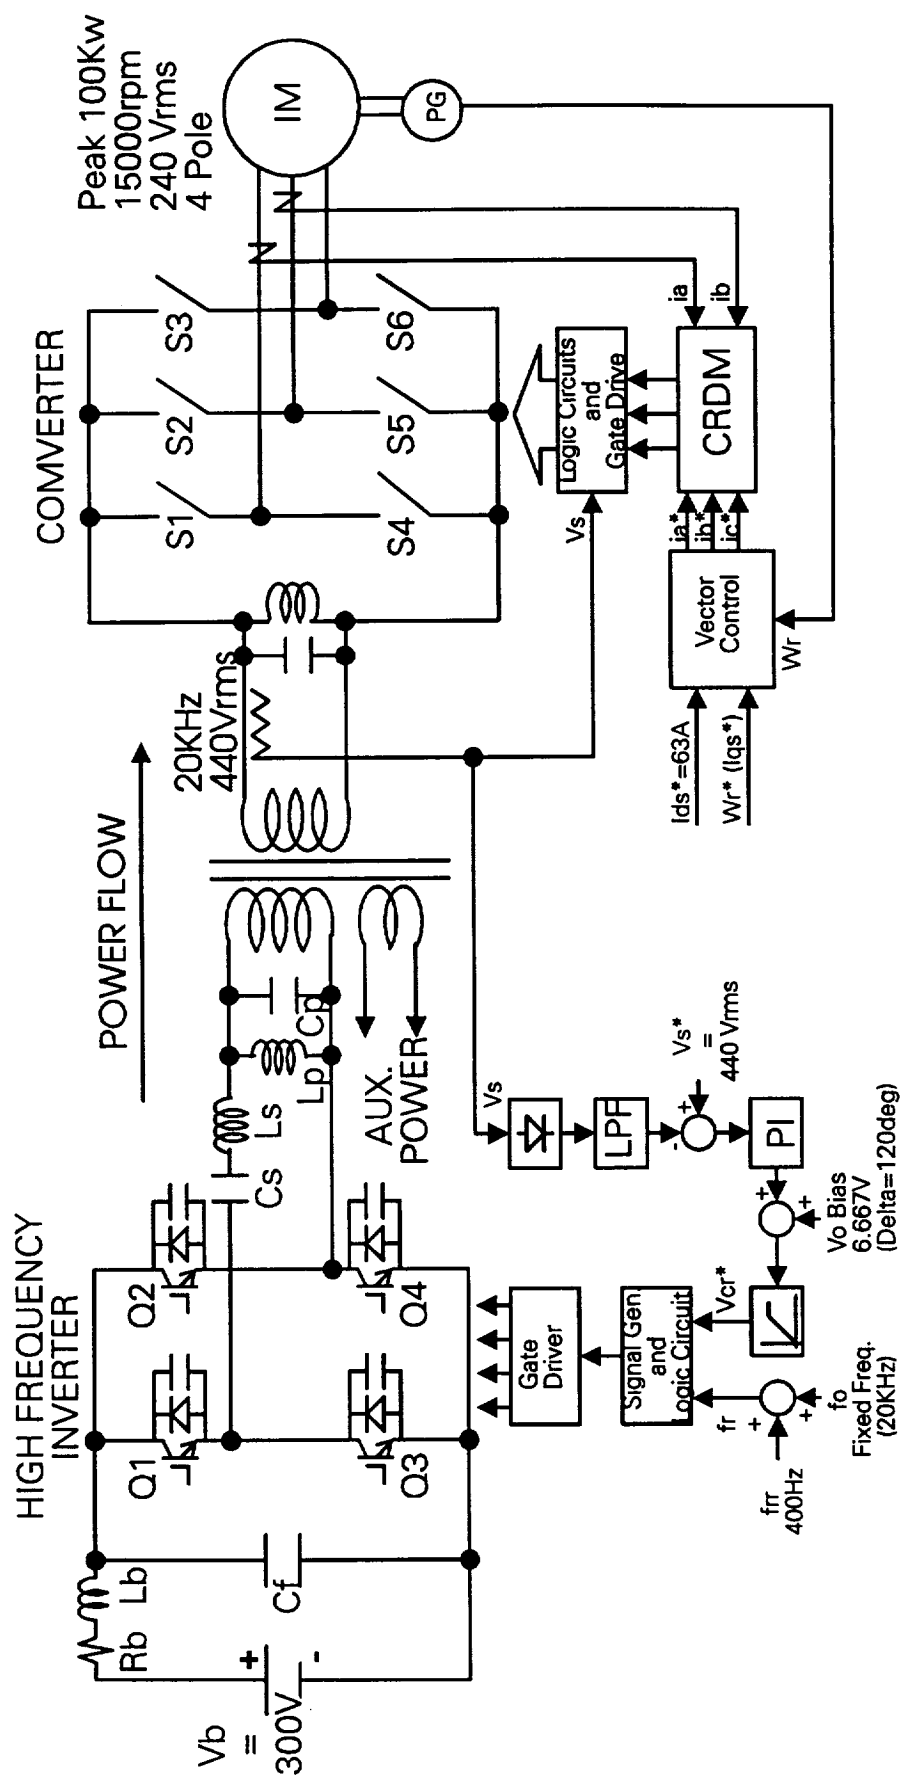 HIGH FREQUENCY
INVERTER
POWER FLOW
COMVERTER
Peak 100Kw
15000rpm
240 Vrms
4 Pole
Vb
=
300V
+
-
Rb
Lb
Cf
Q1
Q2
Q3
Q4
Cs
Ls
Lp
Cp
AUX.
POWER
20KHz
440Vrms
S1
S2
S3
S4
S5
S6
IM
PG
Gate
Driver
Signal Gen.
and
Logic Circuit
fr
+
+
frr
400Hz
fo
Fixed Freq.
(20KHz)
Vcr*
+
+
Vo Bias
6.667V
(Delta=120deg)
PI
LPF
-
+
Vs*
=
440 Vrms
Vs
Vs
Logic Circuits
and
Gate Drive
CRDM
ia
ib
ia*
ib*
ic*
Vector
Control
Ids*=63A
Wr* (Iqs*)
Wr